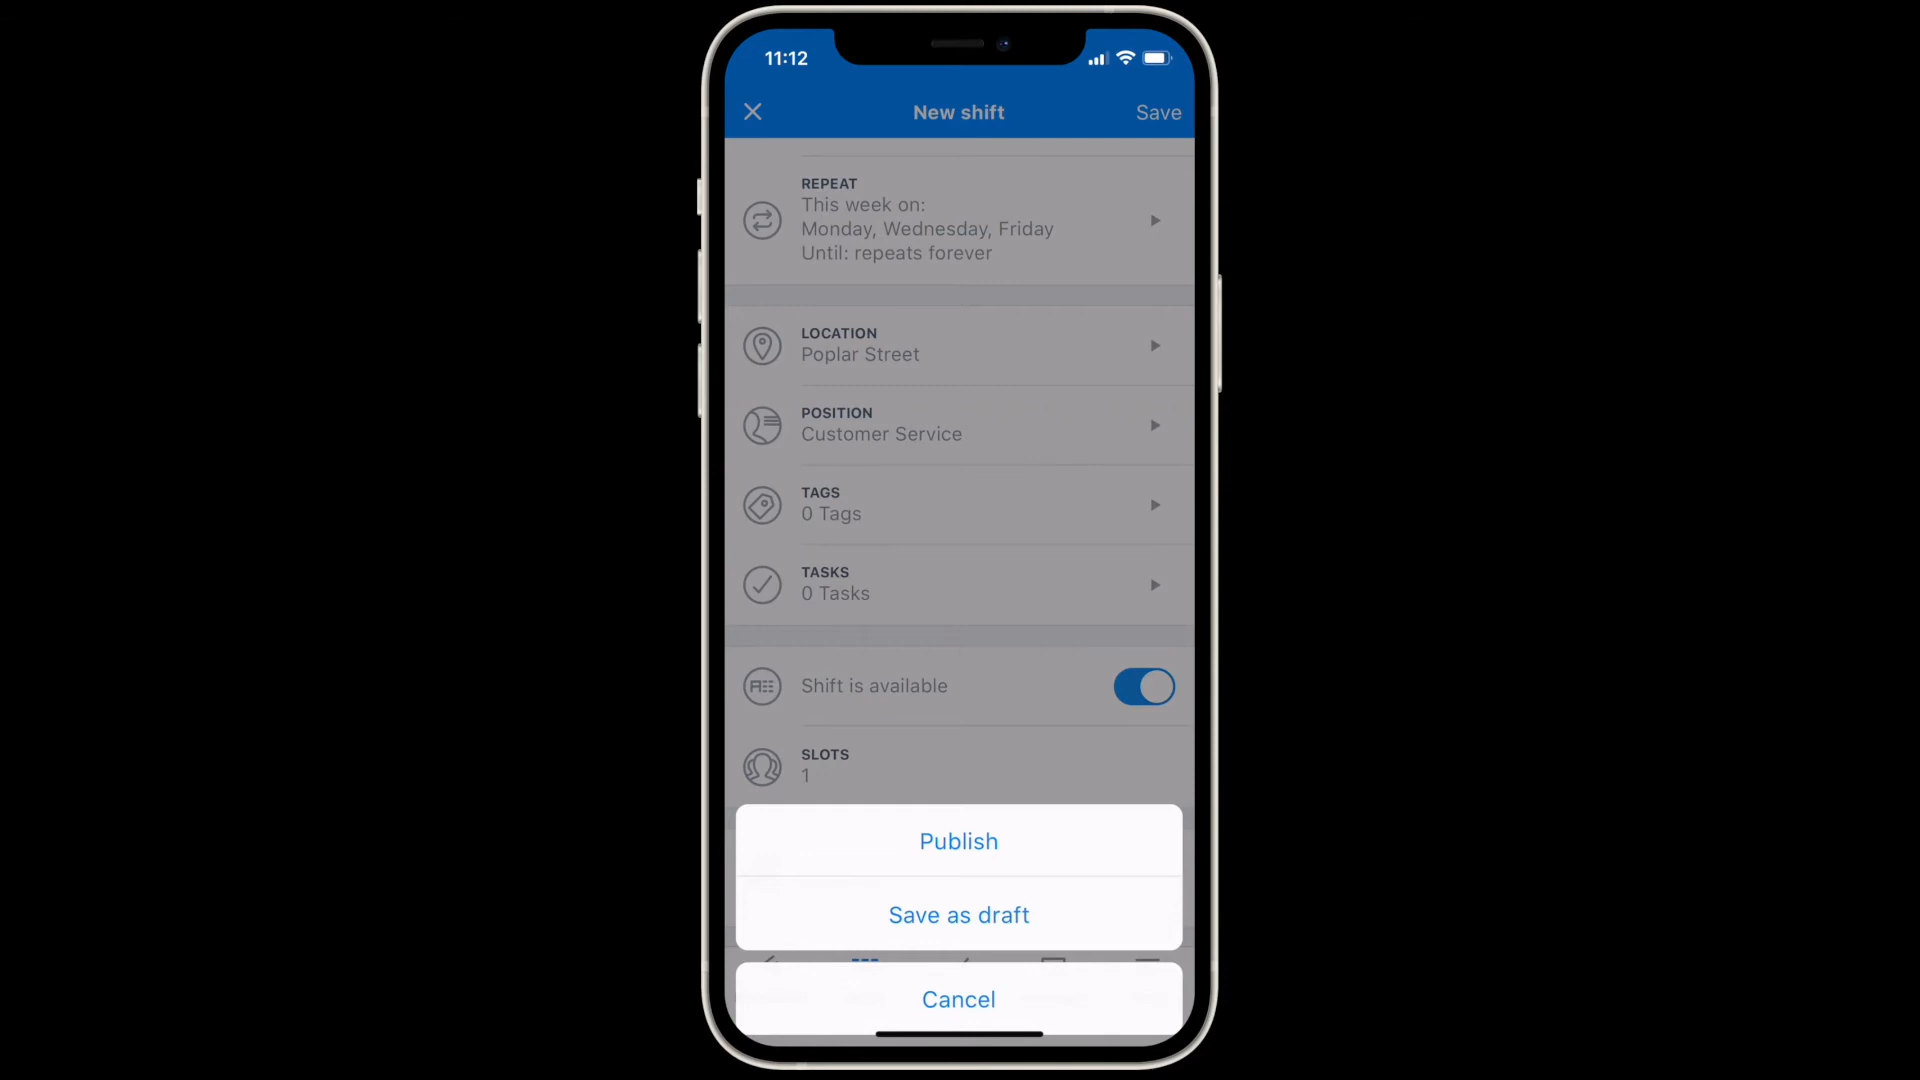 11:12
New shift
Save
REPEAT
This week on:
Monday, Wednesday, Friday
Until: repeats forever
LOCATION
Poplar Street
POSITION
Customer Service
TAGS
0 Tags
TASKS
0 Tasks
Shift is available
SLOTS
1
Publish
Save as draft
Cancel